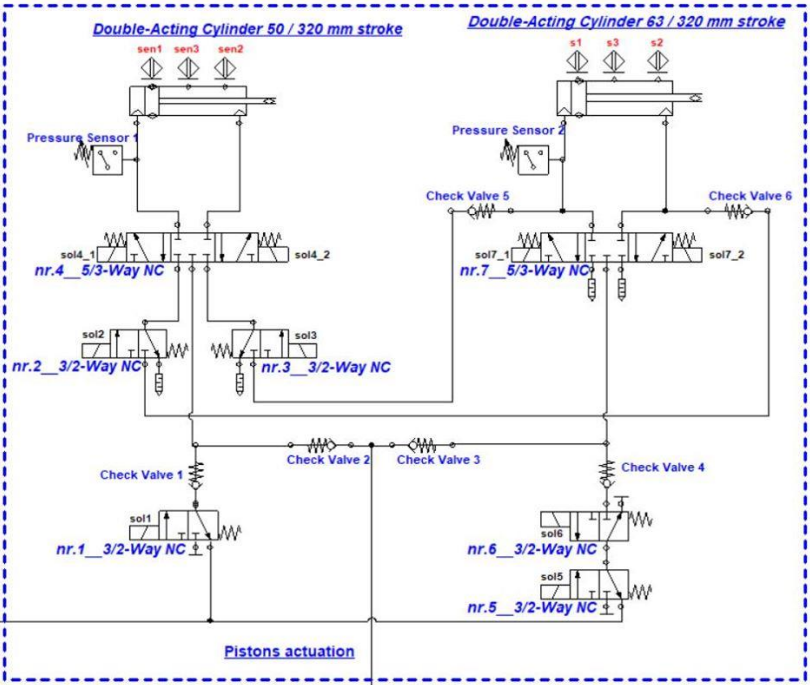 Double-Acting Cylinder 50 / 320 mm stroke
Double-Acting Cylinder 63 / 320 mm stroke
sen1 sen3 sen2
s1 s3 s2
Pressure Sensor 1
Pressure Sensor 2
Check Valve 5
Check Valve 6
sol4_1
sol4_2
nr.4__5/3-Way NC
sol7_1
sol7_2
nr.7__5/3-Way NC
sol2
sol3
nr.2__3/2-Way NC
nr.3__3/2-Way NC
Check Valve 2
Check Valve 3
Check Valve 1
Check Valve 4
sol1
nr.1__3/2-Way NC
sol6
nr.6__3/2-Way NC
sol5
nr.5__3/2-Way NC
Pistons actuation